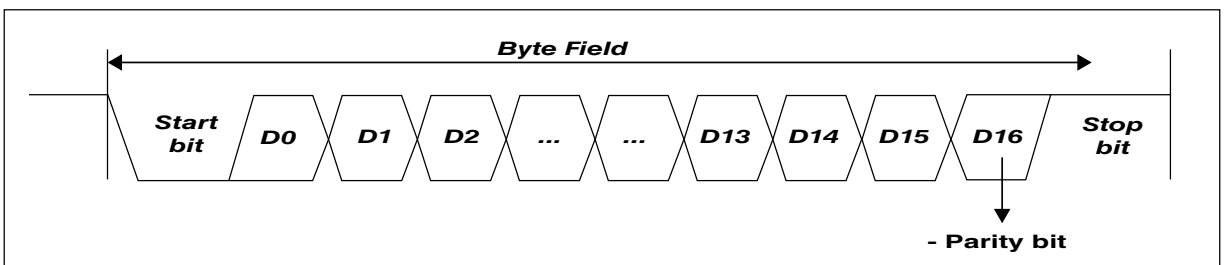 Byte Field
Start bit D0 D1 D2 ... ... D13 D14 D15 D16 Stop bit
- Parity bit